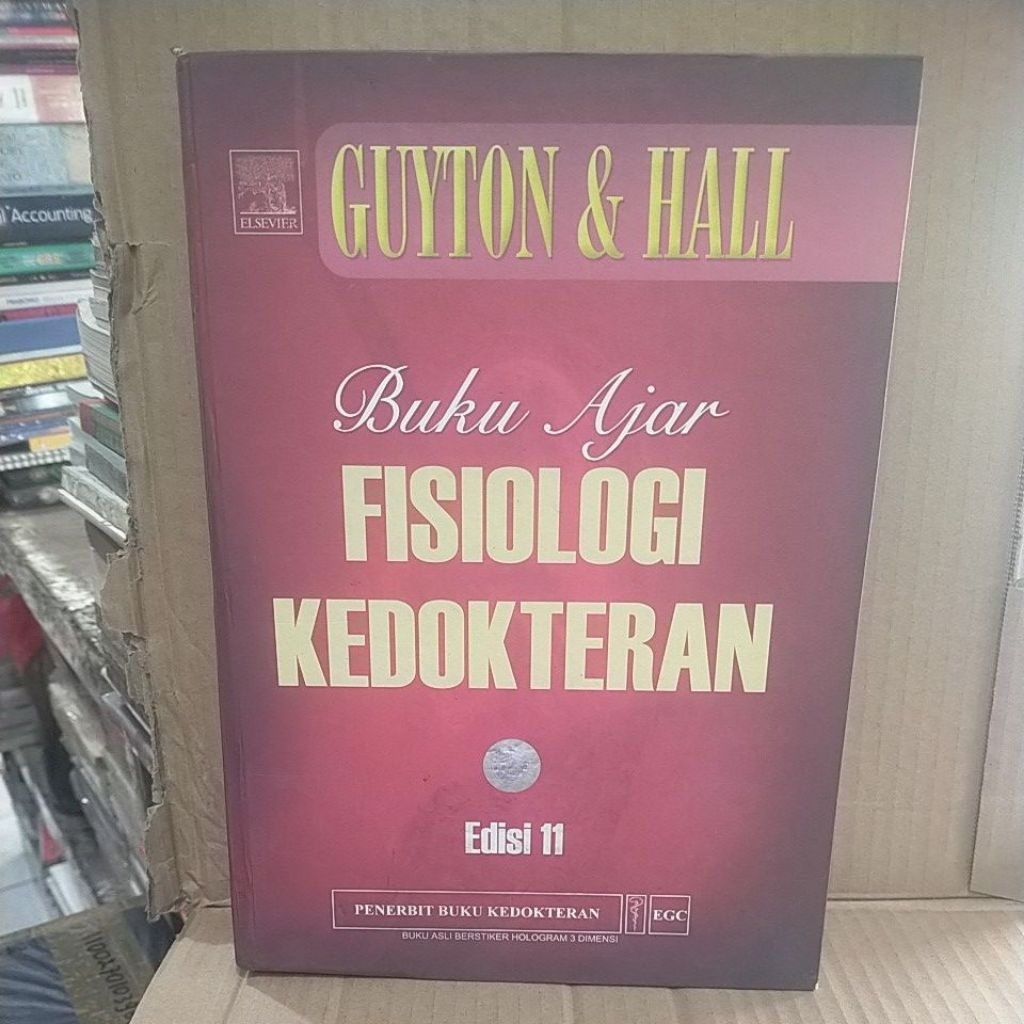 ELSEVIER
GUYTON & HALL
Buku Ajar
FISIOLOGI
KEDOKTERAN
Edisi 11
PENERBIT BUKU KEDOKTERAN
EGC
BUKU ASLI BERSTIKER HOLOGRAM 3 DIMENSI
Accounting